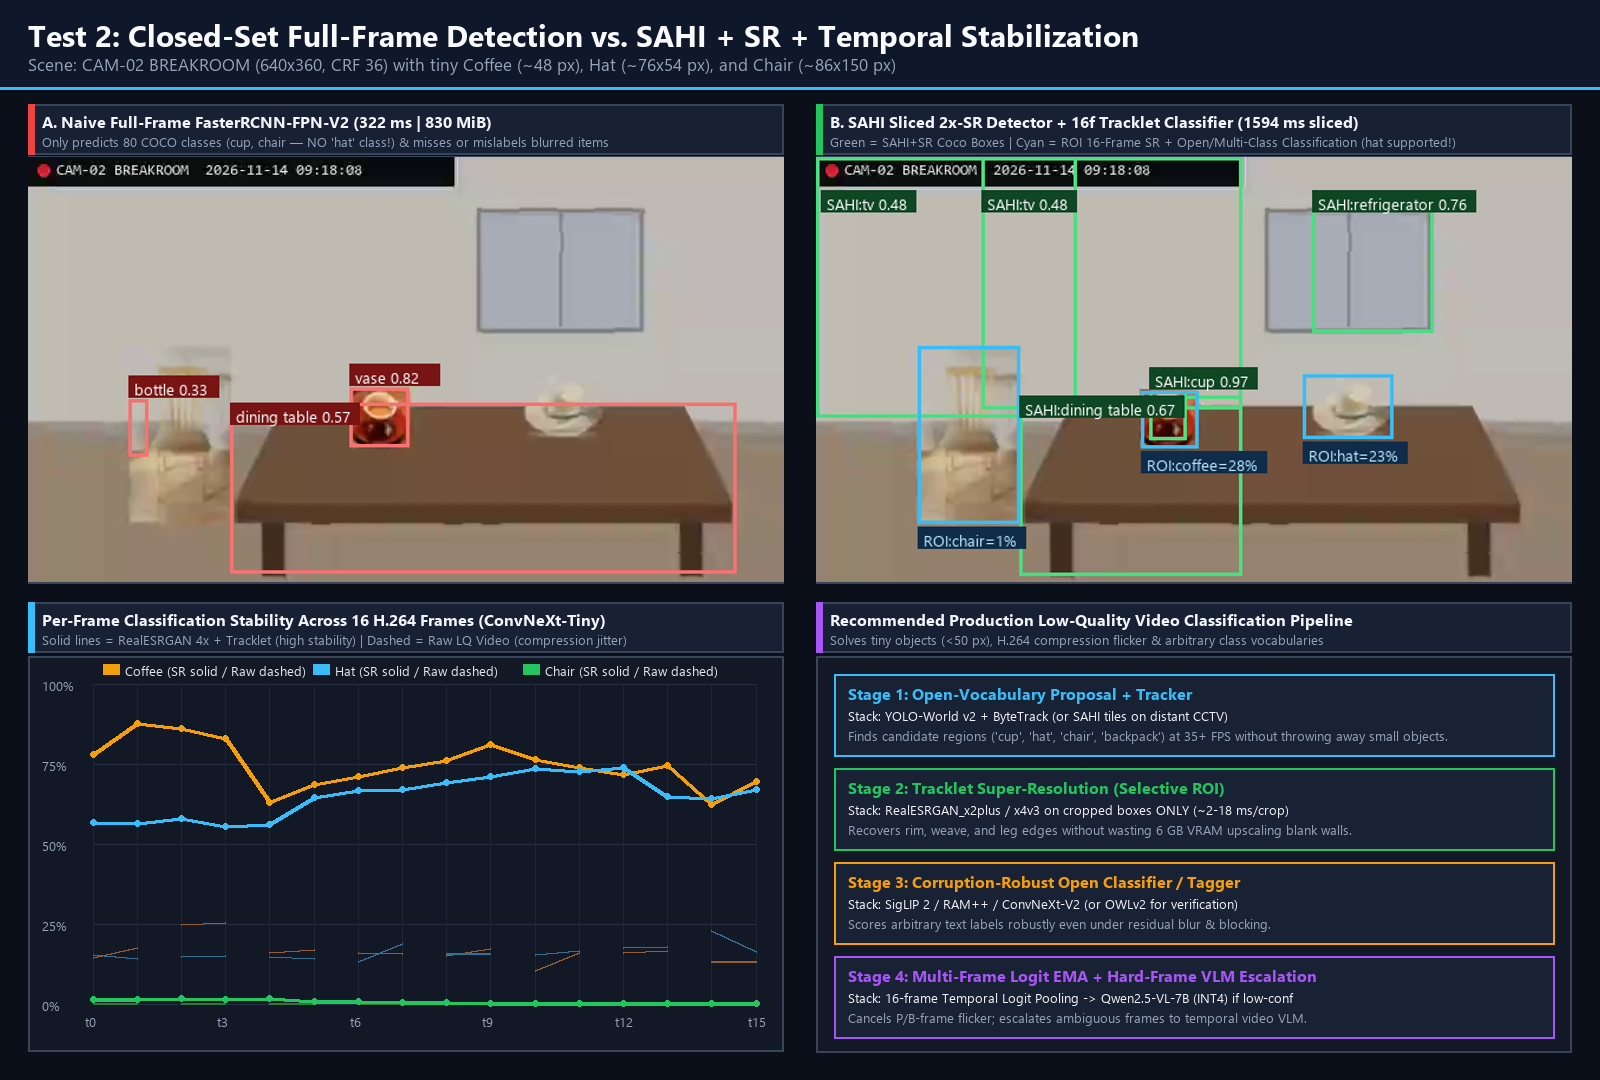 Test 2: Closed-Set Full-Frame Detection vs. SAHI + SR + Temporal Stabilization
Scene: CAM-02 BREAKROOM (640x360, CRF 36) with tiny Coffee (~48 px), Hat (~76x54 px), and Chair (~86x150 px)
A. Naive Full-Frame FasterRCNN-FPN-V2 (322 ms | 830 MiB)
Only predicts 80 COCO classes (cup, chair — NO 'hat' class!) & misses or mislabels blurred items
CAM-02 BREAKROOM 2026-11-14 09:18:08
vase 0.82
bottle 0.33
dining table 0.57
B. SAHI Sliced 2x-SR Detector + 16f Tracklet Classifier (1594 ms sliced)
Green = SAHI+SR Coco Boxes | Cyan = ROI 16-Frame SR + Open/Multi-Class Classification (hat supported!)
CAM-02 BREAKROOM 2026-11-14 09:18:08
SAHI:tv 0.48
SAHI:tv 0.48
SAHI:refrigerator 0.76
SAHI:cup 0.97
SAHI:dining table 0.67
ROI:coffee=28%
ROI:hat=23%
ROI:chair=1%
Per-Frame Classification Stability Across 16 H.264 Frames (ConvNeXt-Tiny)
Solid lines = RealESRGAN 4x + Tracklet (high stability) | Dashed = Raw LQ Video (compression jitter)
Coffee (SR solid / Raw dashed)
Hat (SR solid / Raw dashed)
Chair (SR solid / Raw dashed)
100%
75%
50%
25%
0%
t0
t3
t6
t9
t12
t15
Recommended Production Low-Quality Video Classification Pipeline
Solves tiny objects (<50 px), H.264 compression flicker & arbitrary class vocabularies
Stage 1: Open-Vocabulary Proposal + Tracker
Stack: YOLO-World v2 + ByteTrack (or SAHI tiles on distant CCTV)
Finds candidate regions ('cup', 'hat', 'chair', 'backpack') at 35+ FPS without throwing away small objects.
Stage 2: Tracklet Super-Resolution (Selective ROI)
Stack: RealESRGAN_x2plus / x4v3 on cropped boxes ONLY (~2-18 ms/crop)
Recovers rim, weave, and leg edges without wasting 6 GB VRAM upscaling blank walls.
Stage 3: Corruption-Robust Open Classifier / Tagger
Stack: SigLIP 2 / RAM++ / ConvNeXt-V2 (or OWLv2 for verification)
Scores arbitrary text labels robustly even under residual blur & blocking.
Stage 4: Multi-Frame Logit EMA + Hard-Frame VLM Escalation
Stack: 16-frame Temporal Logit Pooling -> Qwen2.5-VL-7B (INT4) if low-conf
Cancels P/B-frame flicker; escalates ambiguous frames to temporal video VLM.